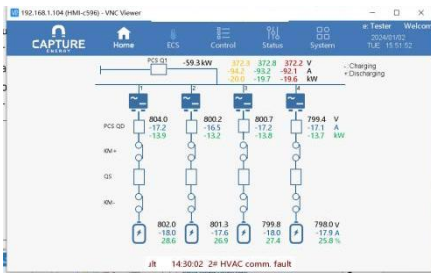 192.168.1.104 (HMI-c596) - VNC Viewer
CAPTURE
ENERGY
Home
ECS
Control
Status
System
e: Tester Welcom
2024/01/02
TUE 15:51:52
PCS Q1 -59.3 kW 372.3 372.8 372.2 V
-94.2 -93.2 -92.1 A
-20.0 -19.7 -19.6 kW
-: Charging
+: Discharging
1 2 3 4
PCS QD 804.0 800.2 800.7 799.4 V
-17.2 -16.5 -17.2 -17.1 A
-13.9 -13.2 -13.8 -13.7 kW
KM+
QS
KM-
802.0 801.3 799.8 798.0 V
-18.0 -17.6 -18.0 -17.9 A
28.6 26.9 27.4 25.8 %
ult 14:30:02 2# HVAC comm. fault